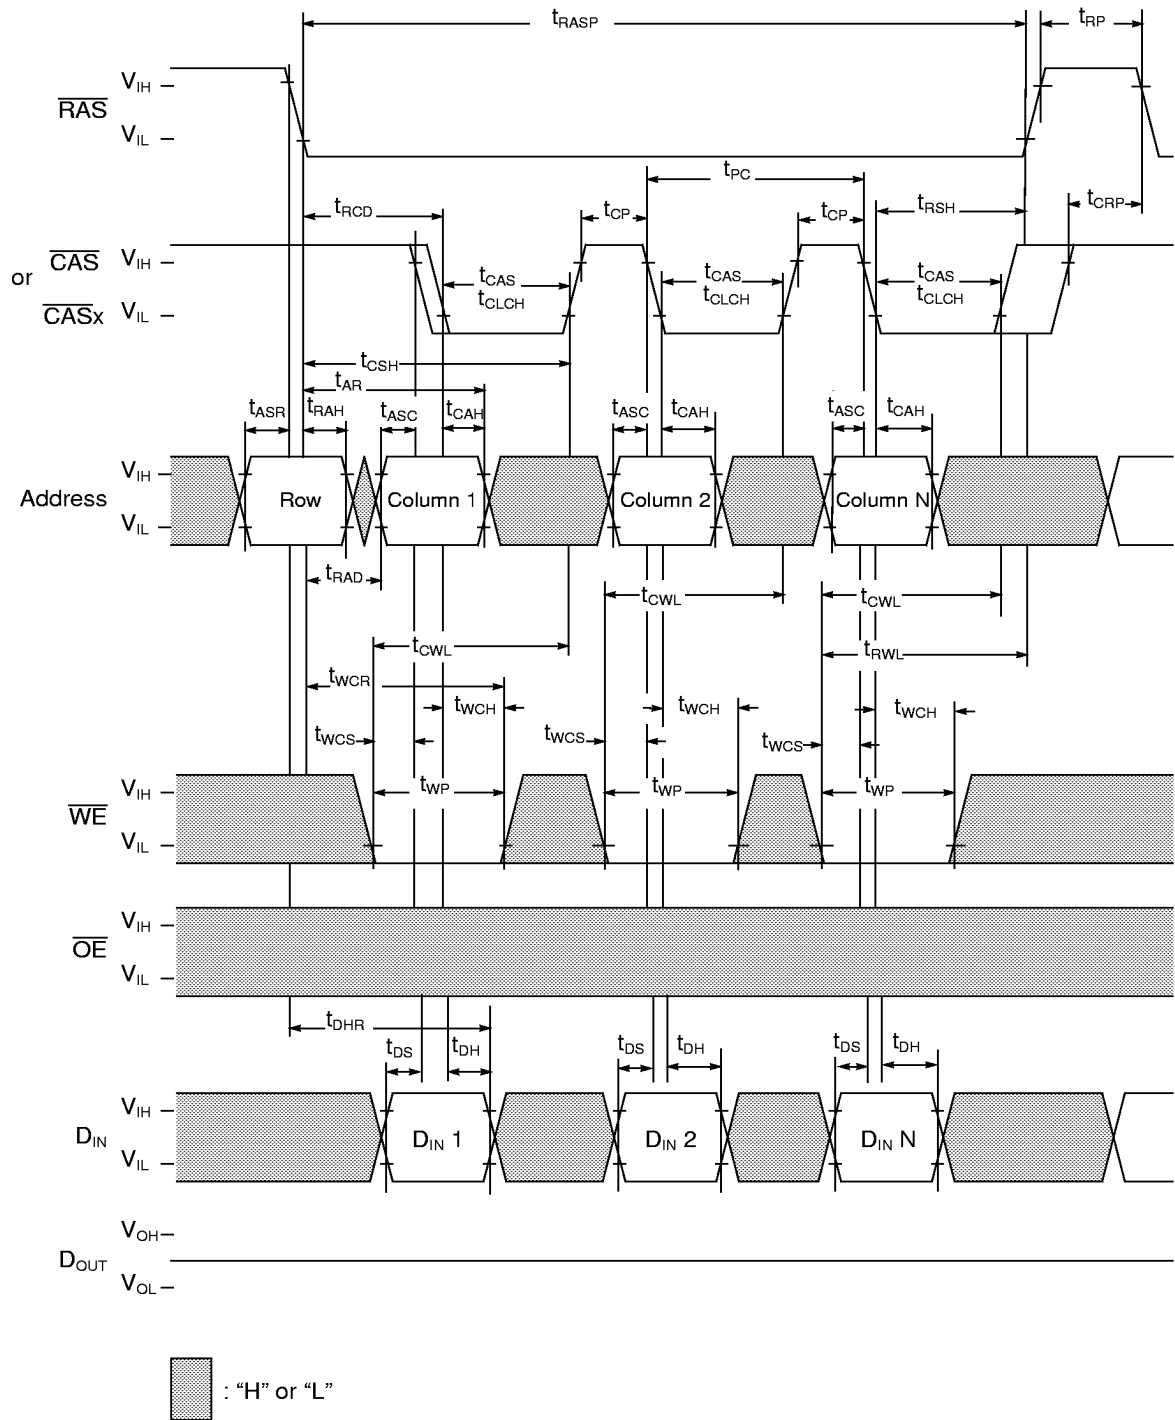 tRASP
tRP
RAS
VIH
VIL
tPC
tRCD
tCP
tCP
tRSH
tCRP
or CAS
CASx
VIH
VIL
tCAS
tCLCH
tCAS
tCLCH
tCAS
tCLCH
tCSH
tAR
tASR
tRAH
tASC
tCAH
tASC
tCAH
tASC
tCAH
Address
VIH
VIL
Row
Column 1
Column 2
Column N
tRAD
tCWL
tCWL
tCWL
tRWL
tWCR
tWCH
tWCH
tWCH
tWCS
tWCS
tWCS
WE
VIH
VIL
tWP
tWP
tWP
OE
VIH
VIL
tDHR
tDS
tDH
tDS
tDH
tDS
tDH
DIN
VIH
VIL
DIN 1
DIN 2
DIN N
DOUT
VOH
VOL
: “H” or “L”